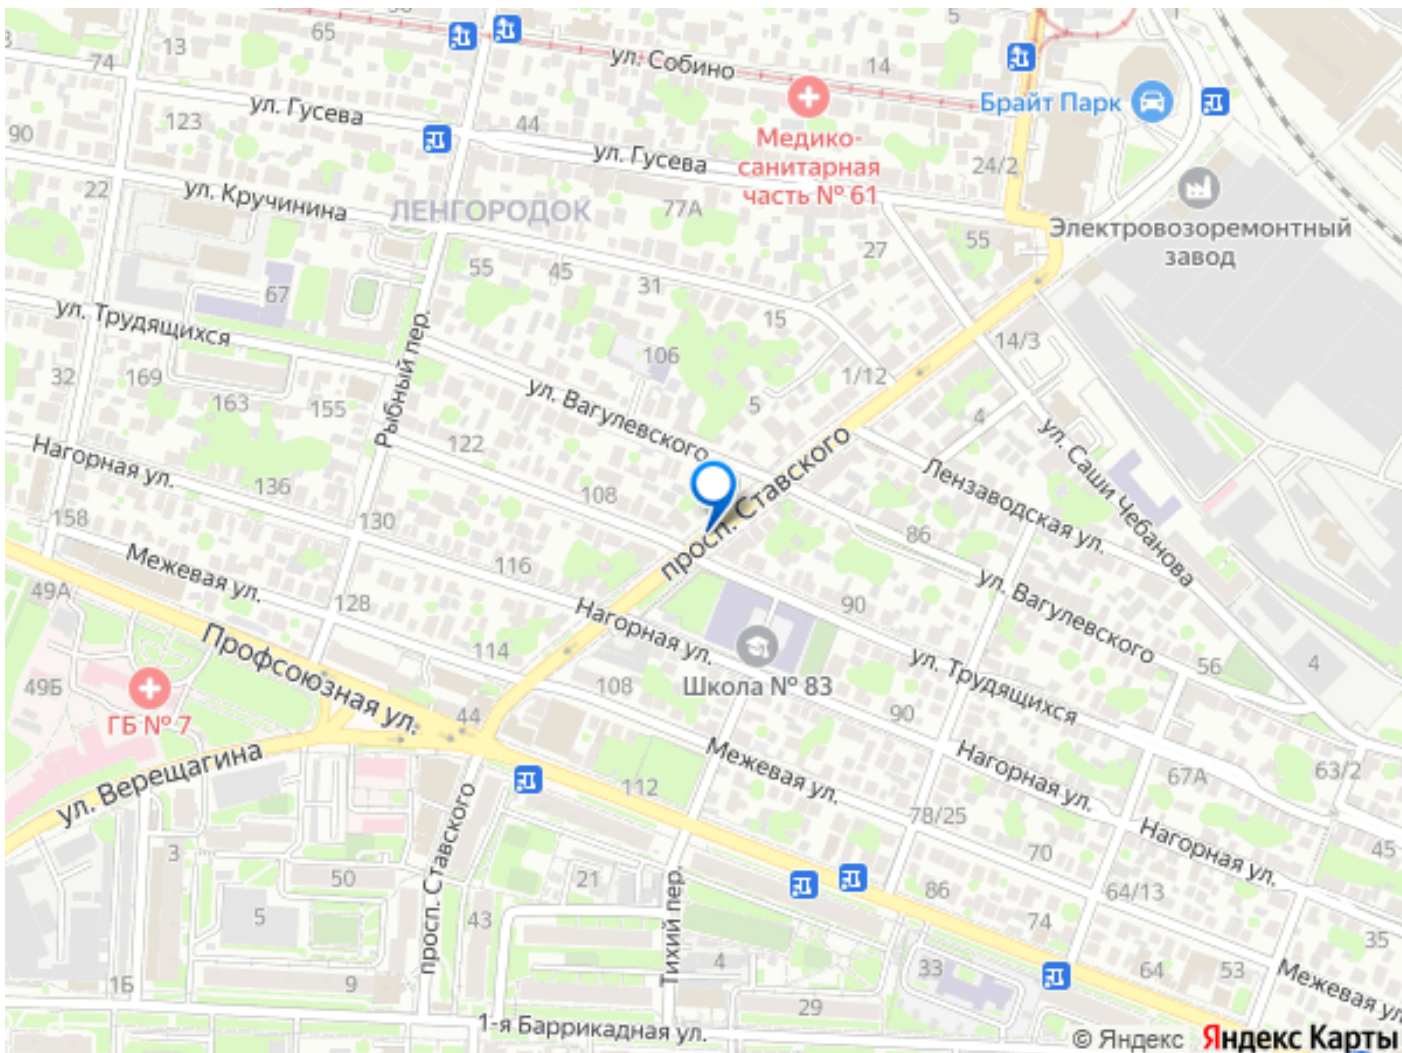 65
5
ул. Собино
14
13
74
ул. Гусева
Брайт Парк
123
44
Медико-
санитарная
часть № 61
90
ул. Гусева
24/2
22
ул. Кручинина
ЛЕНГОРОДОК
77А
Электровозоремонтный
завод
55
27
55
45
31
67
ул. Трудящихся
15
14/3
Рыбный пер.
106
32
169
163
155
ул. Вагулевского
1/12
5
4
122
Нагорная ул.
136
108
просп. Ставского
ул. Саши Чебанова
Лензаводская ул.
158
130
86
Межевая ул.
116
ул. Вагулевского
49А
128
Нагорная ул.
90
Профсоюзная ул.
114
ул. Трудящихся
56
4
49Б
108
Школа № 83
ГБ № 7
44
90
Межевая ул.
Нагорная ул.
ул. Верещагина
112
67А
63/2
просп. Ставского
78/25
Нагорная ул.
3
50
21
70
45
Тихий пер.
86
64/13
5
43
74
35
4
33
64
53
Межевая ул.
1Б
9
29
1-я Баррикадная ул.
© Яндекс Яндекс Карты